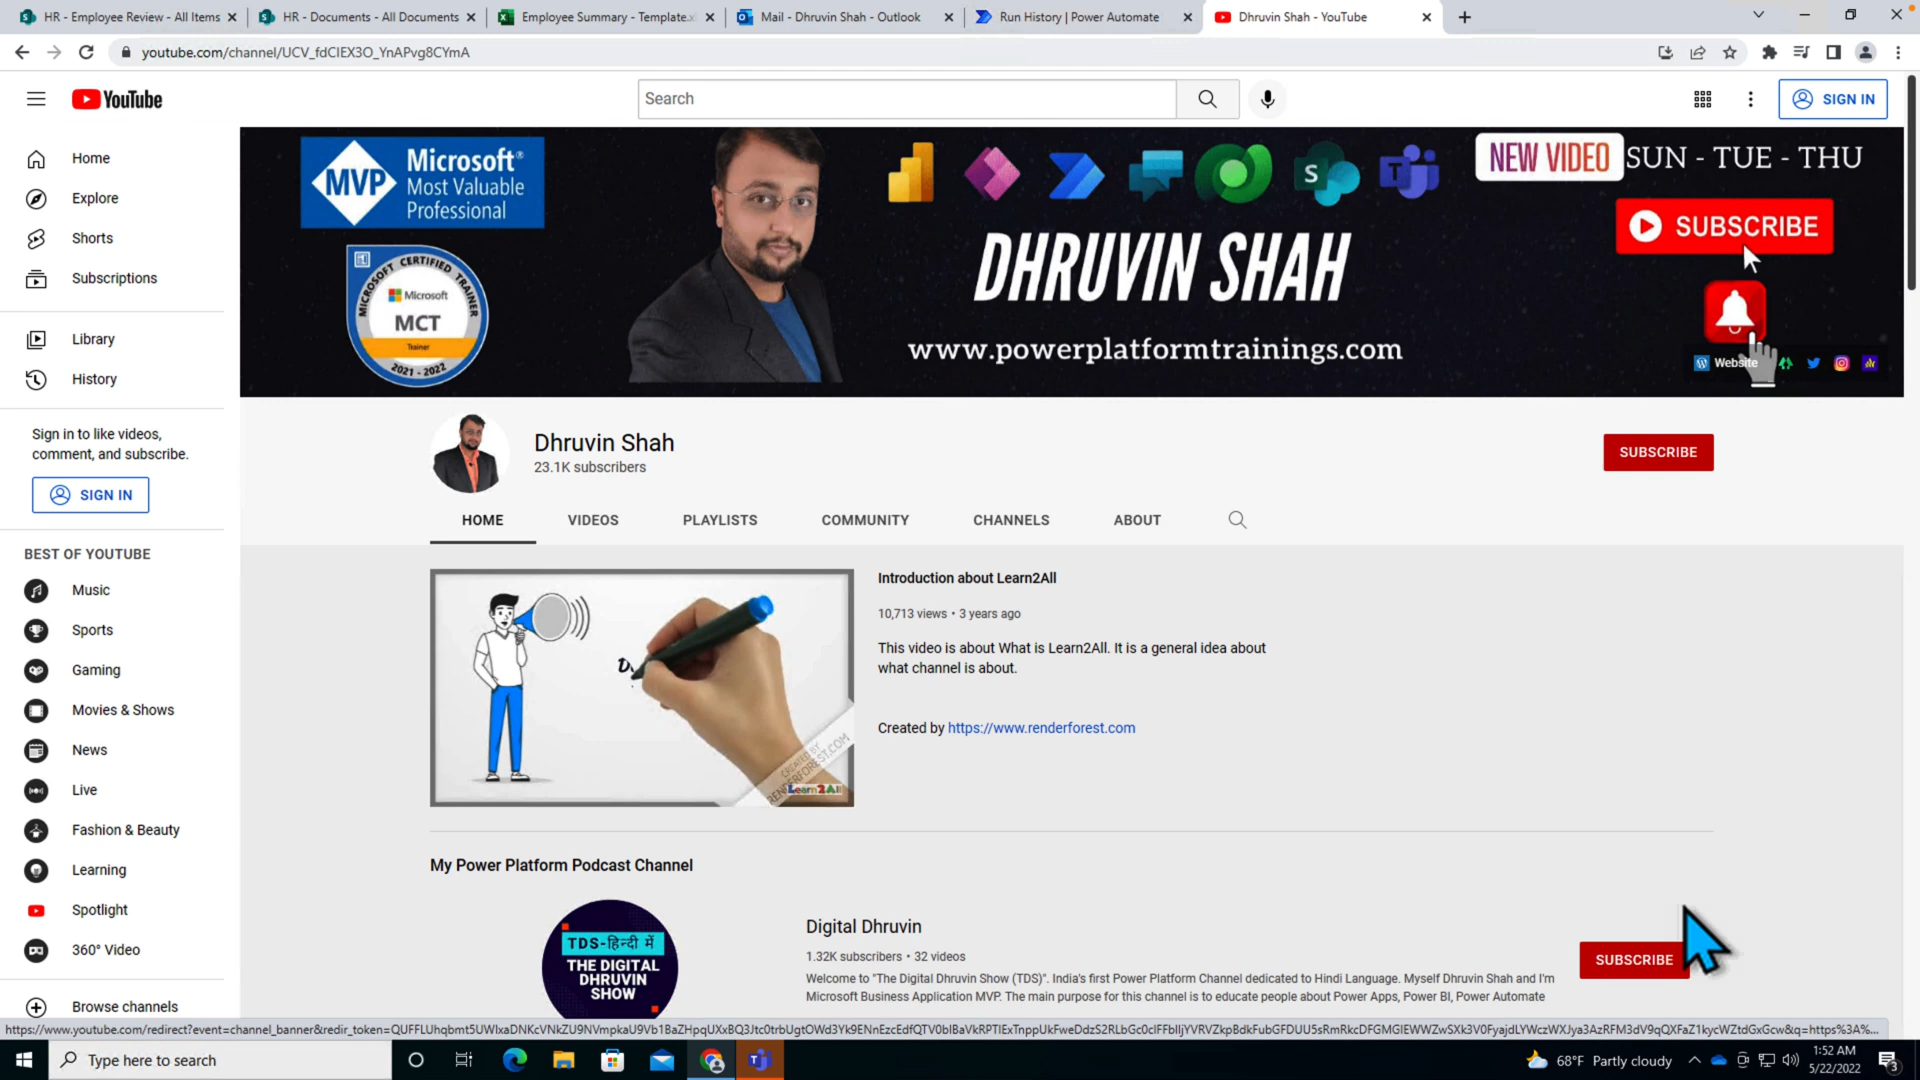 HR - Employee Review - All Items
HR - Documents - All Documents
Employee Summary - Template.x
Mail - Dhruvin Shah - Outlook
Run History | Power Automate
Dhruvin Shah - YouTube
youtube.com/channel/UCV_fdCIEX3O_YnAPvg8CYmA
YouTube
Search
SIGN IN
Home
Explore
Shorts
Subscriptions
Library
History
Sign in to like videos,
comment, and subscribe.
SIGN IN
BEST OF YOUTUBE
Music
Sports
Gaming
Movies & Shows
News
Live
Fashion & Beauty
Learning
Spotlight
360° Video
Browse channels
MVP
Microsoft®
Most Valuable
Professional
MICROSOFT CERTIFIED TRAINER
Microsoft
MCT
Trainer
2021 - 2022
DHRUVIN SHAH
www.powerplatformtrainings.com
NEW VIDEO SUN - TUE - THU
SUBSCRIBE
Website
Dhruvin Shah
23.1K subscribers
SUBSCRIBE
HOME
VIDEOS
PLAYLISTS
COMMUNITY
CHANNELS
ABOUT
CREATED BY
RENDERFOREST.COM
Learn2All
Introduction about Learn2All
10,713 views • 3 years ago
This video is about What is Learn2All. It is a general idea about
what channel is about.
Created by https://www.renderforest.com
My Power Platform Podcast Channel
TDS-हिन्दी में
THE DIGITAL
DHRUVIN
SHOW
Digital Dhruvin
1.32K subscribers • 32 videos
Welcome to "The Digital Dhruvin Show (TDS)". India's first Power Platform Channel dedicated to Hindi Language. Myself Dhruvin Shah and I'm
Microsoft Business Application MVP. The main purpose for this channel is to educate people about Power Apps, Power BI, Power Automate
SUBSCRIBE
Type here to search
68°F Partly cloudy
1:52 AM
5/22/2022
3